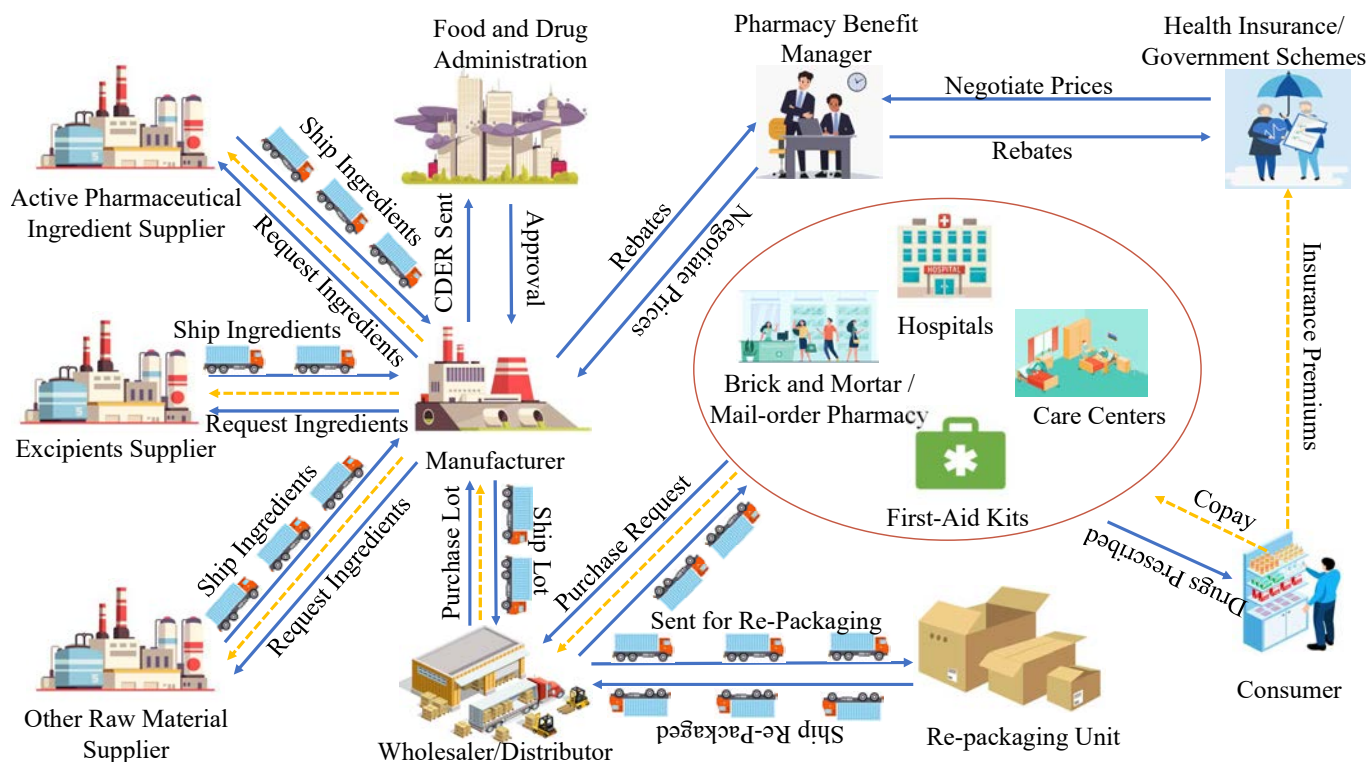 Food and Drug
Administration
Pharmacy Benefit
Manager
Health Insurance/
Government Schemes
Negotiate Prices
Rebates
Ship Ingredients
Active Pharmaceutical
Ingredient Supplier
Request Ingredients
CDER Sent
Approval
Rebates
Negotiate Prices
Insurance Premiums
HOSPITAL
Hospitals
Ship Ingredients
Brick and Mortar /
Mail-order Pharmacy
Care Centers
Request Ingredients
Excipients Supplier
Manufacturer
First-Aid Kits
Ship Ingredients
Request Ingredients
Purchase Lot
Ship Lot
Purchase Request
Copay
Drugs Prescribed
Sent for Re-Packaging
Ship Re-Packaged
Other Raw Material
Supplier
Wholesaler/Distributor
Re-packaging Unit
Consumer